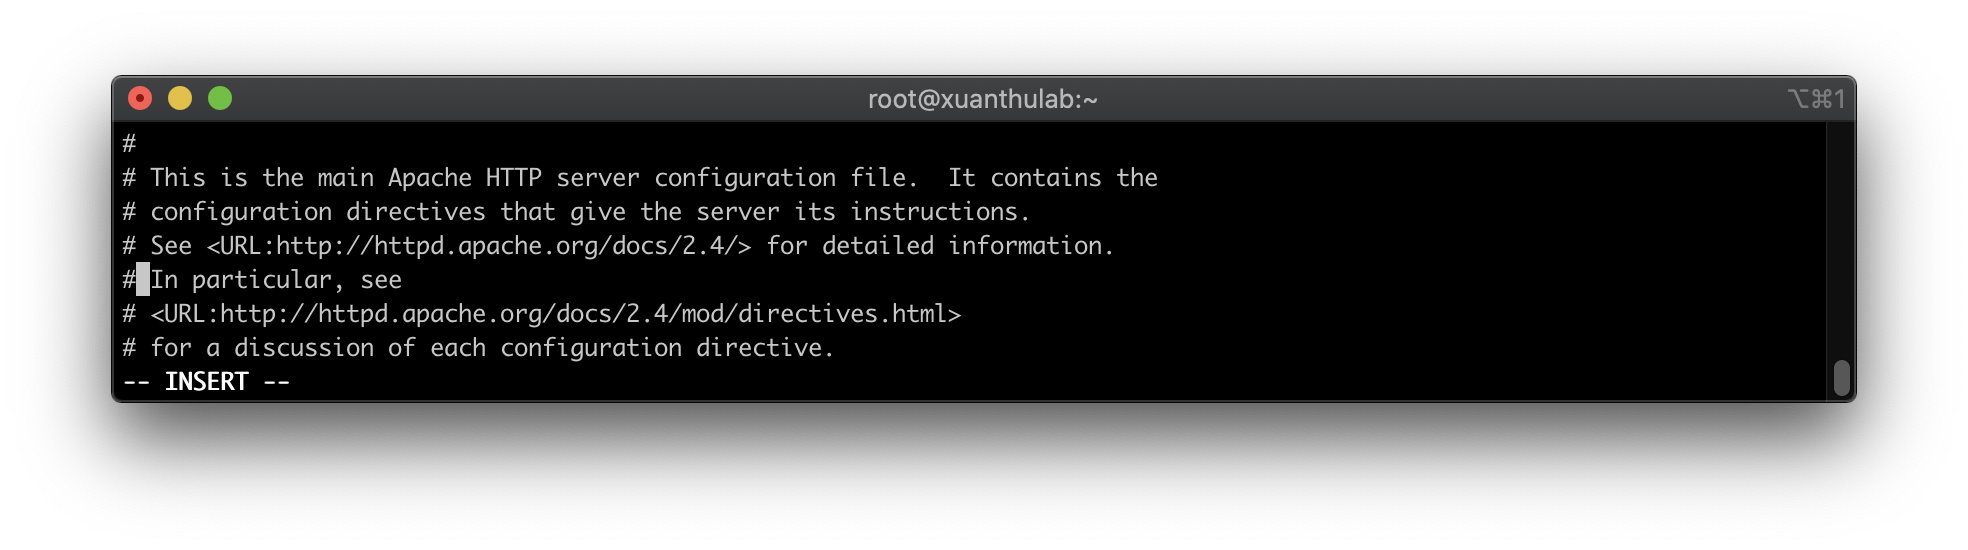 root@xuanthulab:~
⌥⌘1
#
# This is the main Apache HTTP server configuration file.  It contains the
# configuration directives that give the server its instructions.
# See <URL:http://httpd.apache.org/docs/2.4/> for detailed information.
# In particular, see
# <URL:http://httpd.apache.org/docs/2.4/mod/directives.html>
# for a discussion of each configuration directive.
-- INSERT --